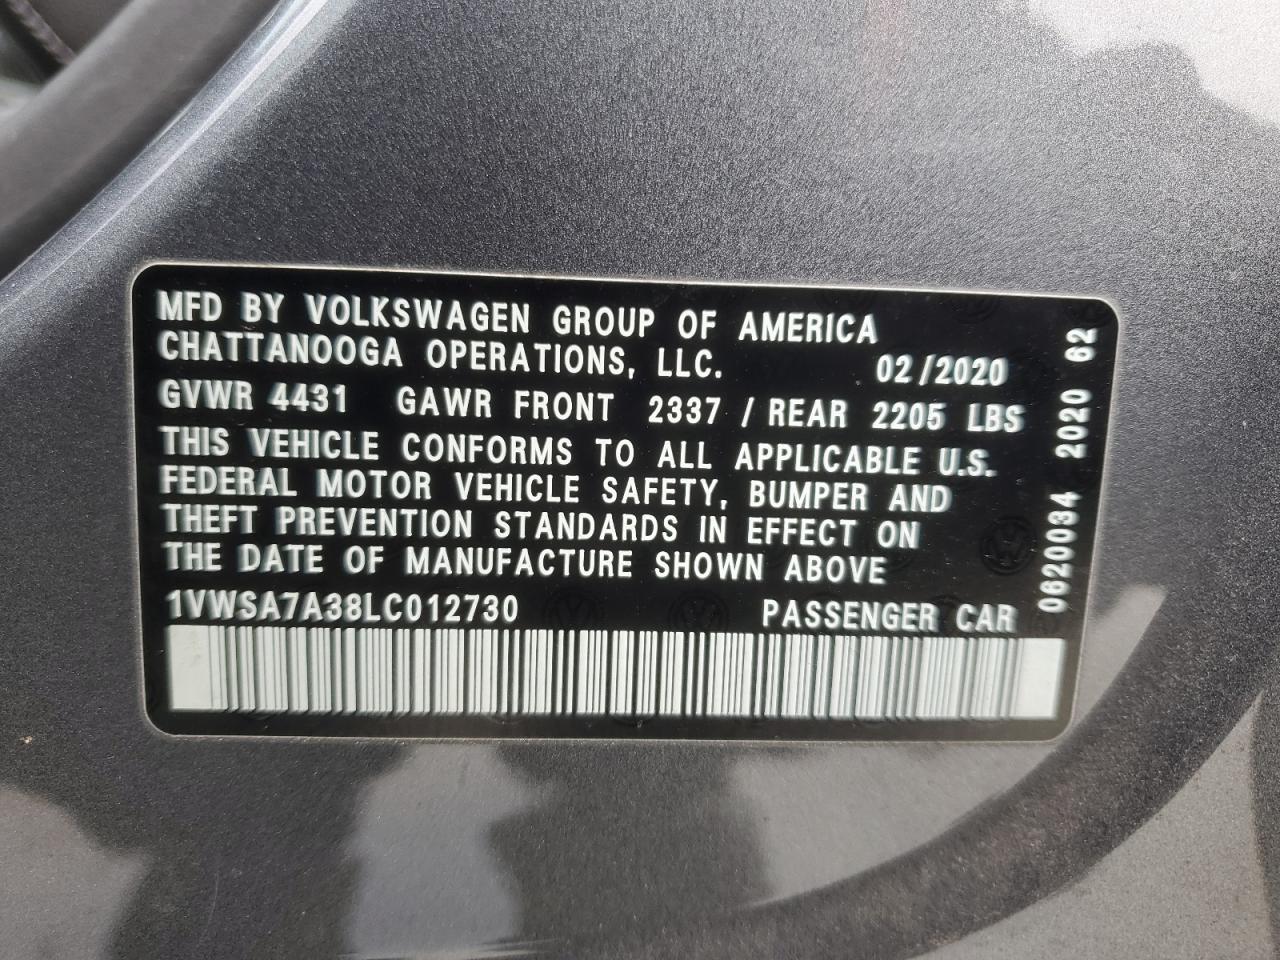 MFD BY VOLKSWAGEN GROUP OF AMERICA
CHATTANOOGA OPERATIONS, LLC. 02/2020
GVWR 4431 GAWR FRONT 2337 / REAR 2205 LBS
THIS VEHICLE CONFORMS TO ALL APPLICABLE U.S.
FEDERAL MOTOR VEHICLE SAFETY, BUMPER AND
THEFT PREVENTION STANDARDS IN EFFECT ON
THE DATE OF MANUFACTURE SHOWN ABOVE
1VWSA7A38LC012730 PASSENGER CAR
0620034 2020 62